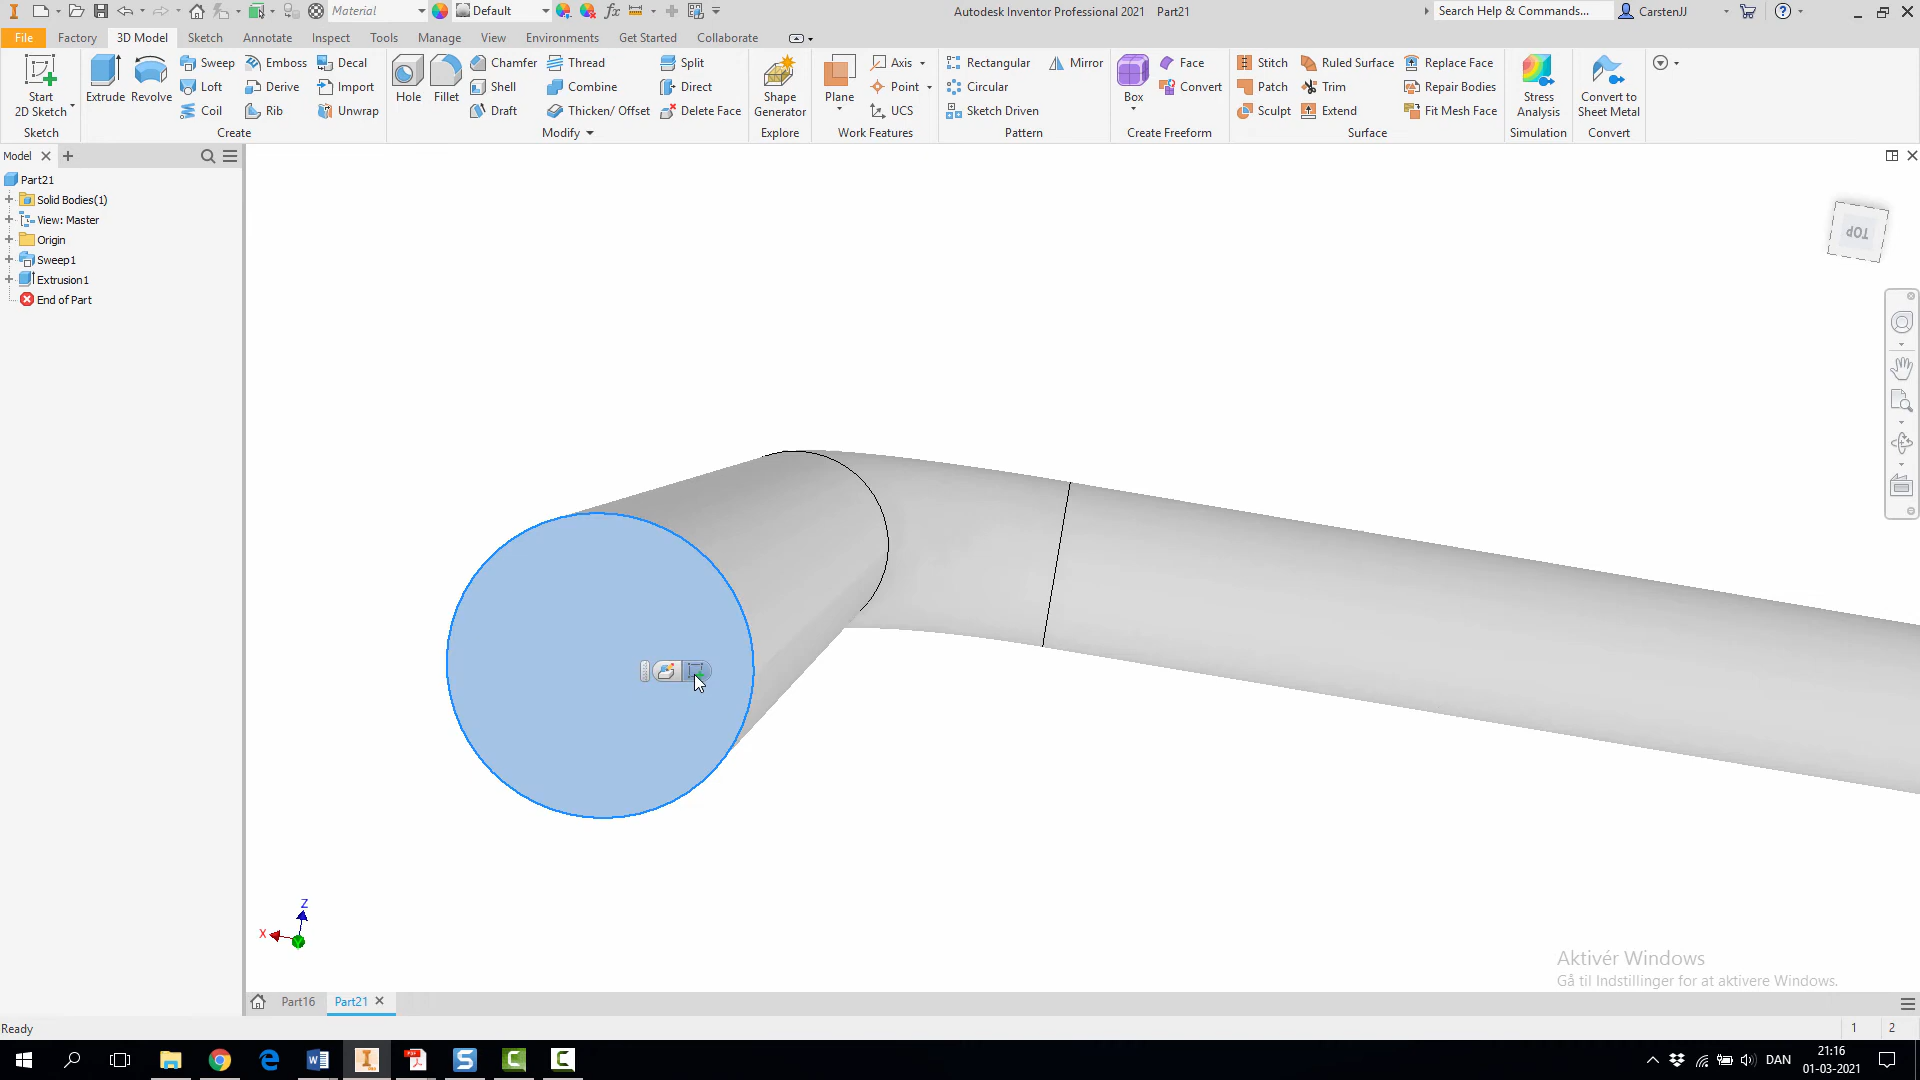 Material
Default
Autodesk Inventor Professional 2021 Part21
Search Help & Commands...
CarstenJJ
File Factory 3D Model Sketch Annotate Inspect Tools Manage View Environments Get Started Collaborate
Start
2D Sketch
Extrude
Revolve
Sweep
Loft
Coil
Emboss
Derive
Rib
Decal
Import
Unwrap
Hole
Fillet
Chamfer
Shell
Draft
Thread
Combine
Thicken/ Offset
Split
Direct
Delete Face
Shape
Generator
Plane
Axis
Point
UCS
Rectangular
Circular
Sketch Driven
Mirror
Box
Face
Convert
Stitch
Patch
Sculpt
Ruled Surface
Trim
Extend
Replace Face
Repair Bodies
Fit Mesh Face
Stress
Analysis
Convert to
Sheet Metal
Sketch Create Modify Explore Work Features Pattern Create Freeform Surface Simulation Convert
Model
Part21
Solid Bodies(1)
View: Master
Origin
Sweep1
Extrusion1
End of Part
TOP
Z
X
Y
Aktivér Windows
Gå til Indstillinger for at aktivere Windows.
Part16 Part21
Ready
1 2
DAN
21:16
01-03-2021